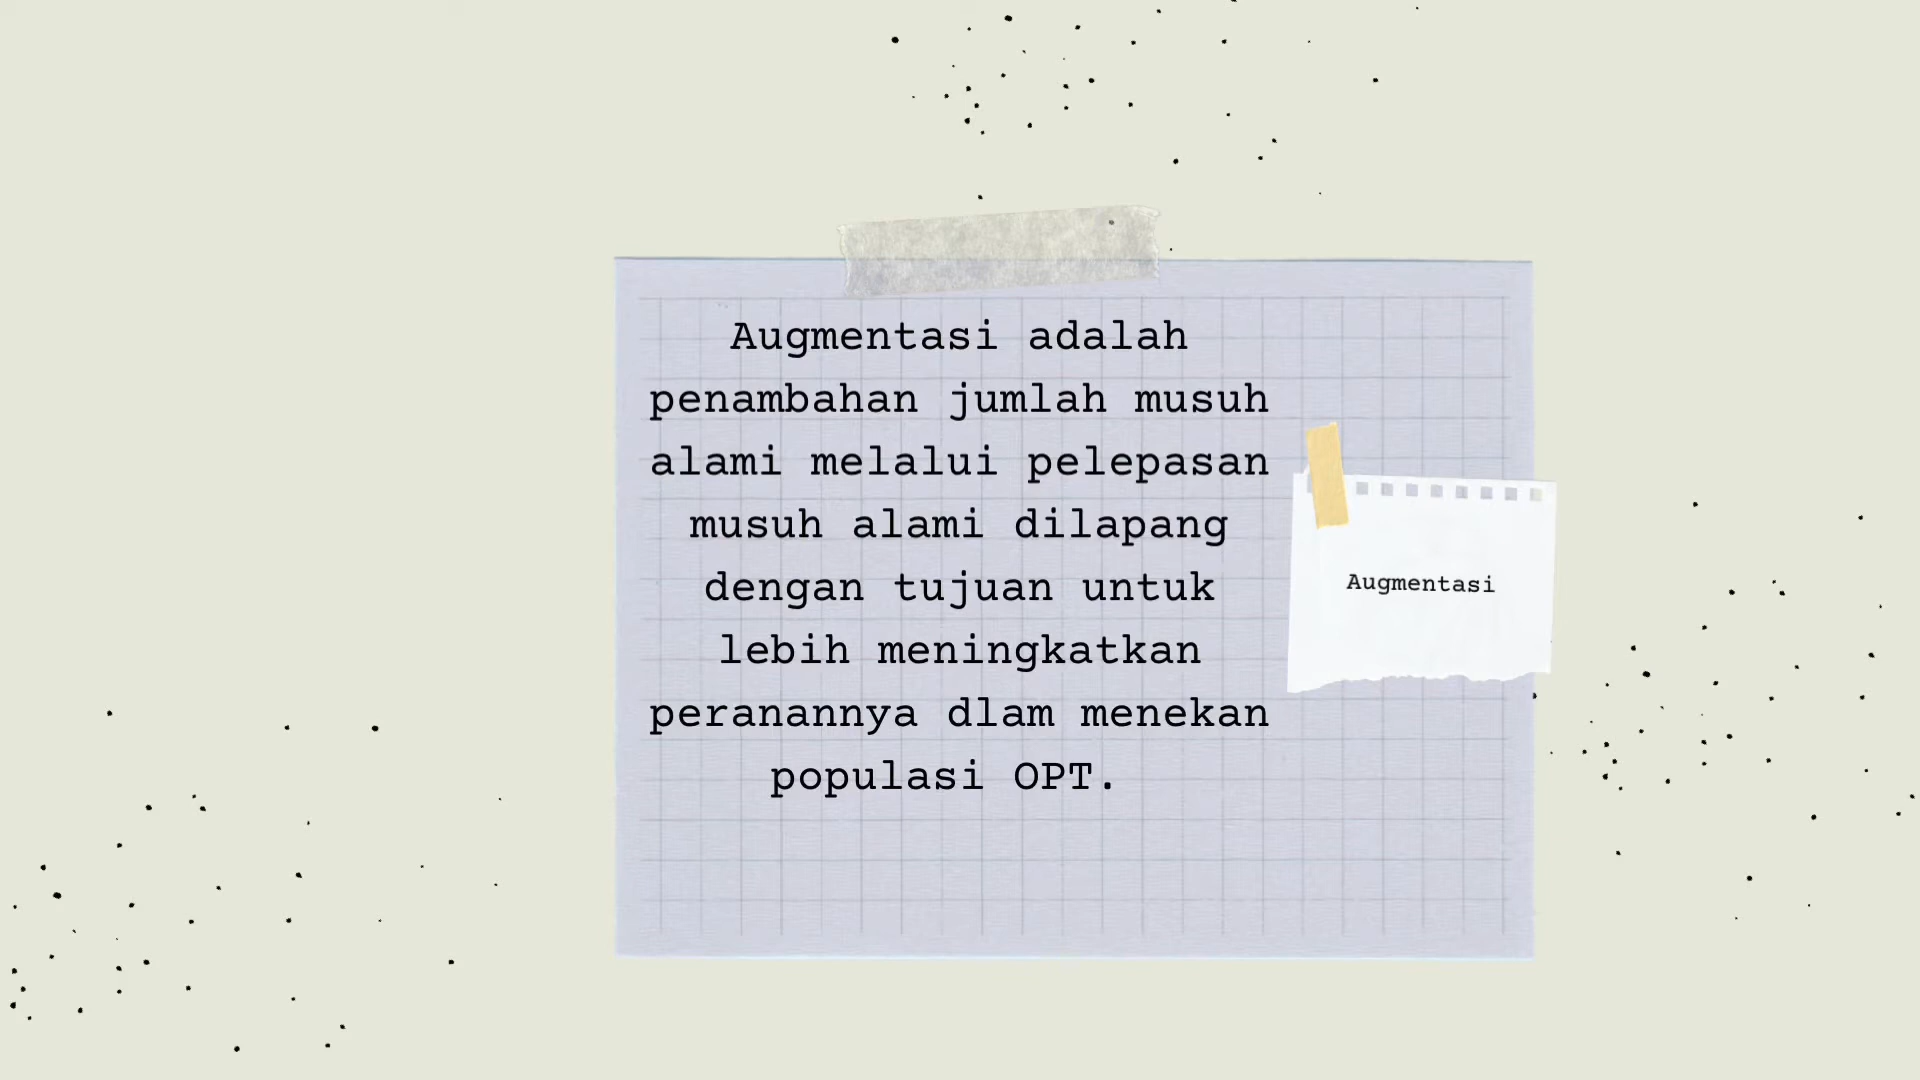 Augmentasi adalah
penambahan jumlah musuh
alami melalui pelepasan
musuh alami dilapang
dengan tujuan untuk
lebih meningkatkan
peranannya dlam menekan
populasi OPT.
Augmentasi